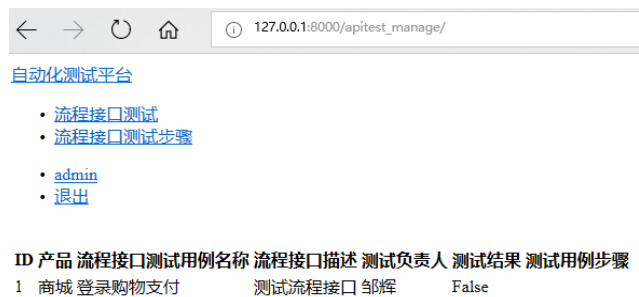 127.0.0.1:8000/apitest_manage/
自动化测试平台
• 流程接口测试
• 流程接口测试步骤
• admin
• 退出
ID 产品 流程接口测试用例名称 流程接口描述 测试负责人 测试结果 测试用例步骤
1 商城 登录购物支付 测试流程接口 邹辉 False